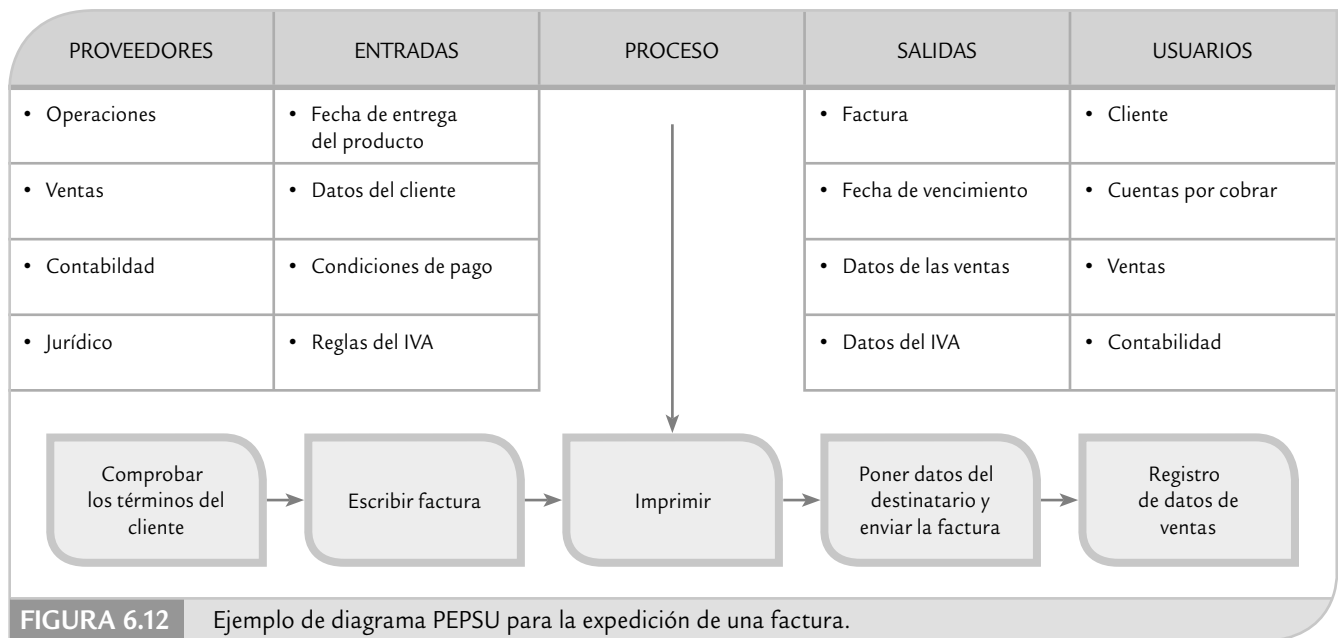 PROVEEDORES ENTRADAS PROCESO SALIDAS USUARIOS
• Operaciones • Fecha de entrega • Factura • Cliente
del producto
• Ventas • Datos del cliente • Fecha de vencimiento • Cuentas por cobrar
• Contabildad • Condiciones de pago • Datos de las ventas • Ventas
• Jurídico • Reglas del IVA • Datos del IVA • Contabilidad
Comprobar
los términos del
cliente
Escribir factura
Imprimir
Poner datos del
destinatario y
enviar la factura
Registro
de datos de
ventas
FIGURA 6.12 Ejemplo de diagrama PEPSU para la expedición de una factura.